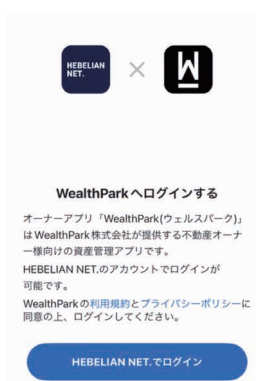 HEBELIAN
NET.
WealthParkへログインする
オーナーアプリ「WealthPark(ウェルスパーク)」
はWealthPark株式会社が提供する不動産オーナ
ー様向けの資産管理アプリです。
HEBELIAN NET.のアカウントでログインが
可能です。
WealthParkの利用規約とプライバシーポリシーに
同意の上、ログインしてください。
HEBELIAN NET.でログイン